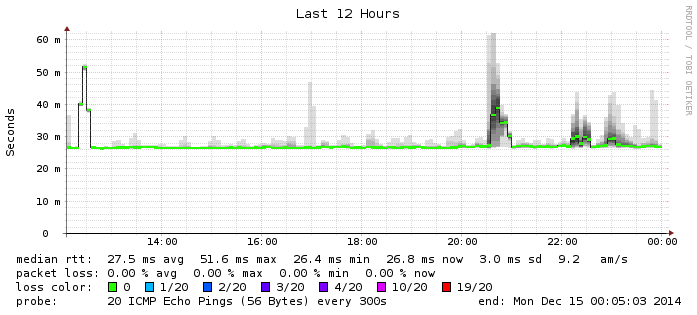 Last 12 Hours
RRDTOOL / TOBI OETIKER
Seconds
60 m
50 m
40 m
30 m
20 m
10 m
0
14:00 16:00 18:00 20:00 22:00 00:00
median rtt: 27.5 ms avg 51.6 ms max 26.4 ms min 26.8 ms now 3.0 ms sd 9.2 am/s
packet loss: 0.00 % avg 0.00 % max 0.00 % min 0.00 % now
loss color: 0 1/20 2/20 3/20 4/20 10/20 19/20
probe: 20 ICMP Echo Pings (56 Bytes) every 300s end: Mon Dec 15 00:05:03 2014